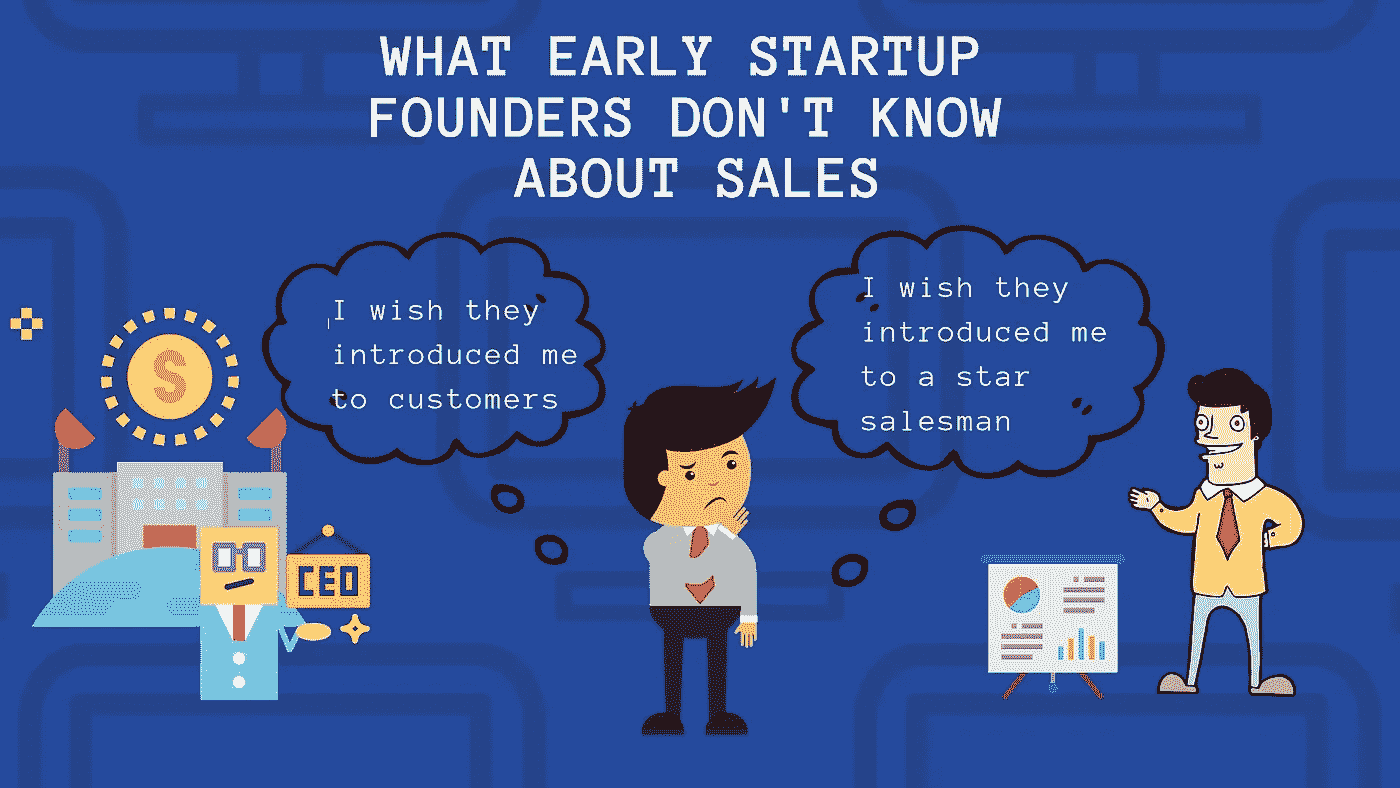 WHAT EARLY STARTUP
FOUNDERS DON'T KNOW
ABOUT SALES
I wish they
introduced me
to customers
I wish they
introduced me
to a star
salesman
S
CEO